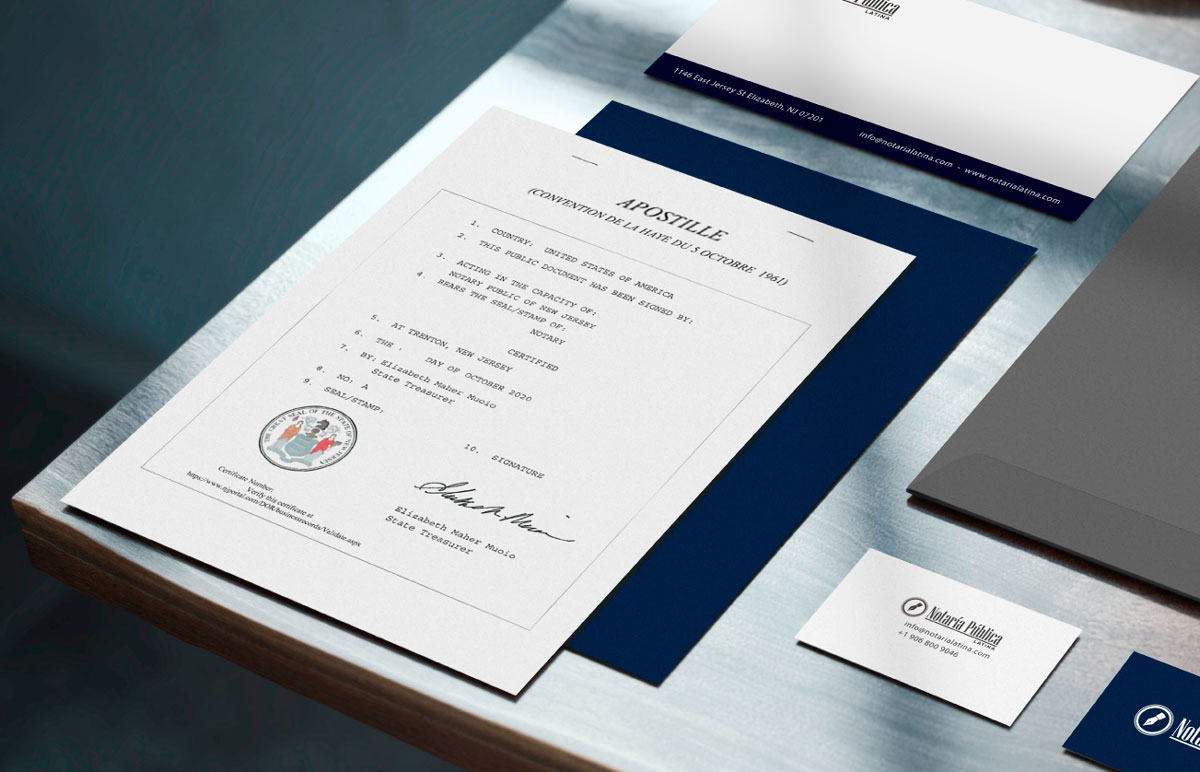 LATINA
1146 East Jersey St Elizabeth, NJ 07201
info@notarialatina.com - www.notarialatina.com
APOSTILLE
(CONVENTION DE LA HAYE DU 5 OCTOBRE 1961)
1. COUNTRY: UNITED STATES OF AMERICA
2. THIS PUBLIC DOCUMENT HAS BEEN SIGNED BY:
3. ACTING IN THE CAPACITY OF:
NOTARY PUBLIC OF NEW JERSEY
4. BEARS THE SEAL/STAMP OF:
NOTARY
CERTIFIED
5. AT TRENTON, NEW JERSEY
6. THE ' DAY OF OCTOBER 2020
7. BY: Elizabeth Maher Muoio
State Treasurer
8. NO: A
9. SEAL/STAMP:
THE GREAT SEAL OF THE STATE OF NEW JERSEY
10. SIGNATURE
Certificate Number:
Verify this certificate at
https://www.njportal.com/DOR/businessrecords/Validate.aspx
Elizabeth Maher Muoio
State Treasurer
Notaría Pública
LATINA
info@notarialatina.com
+1 906 800 9046